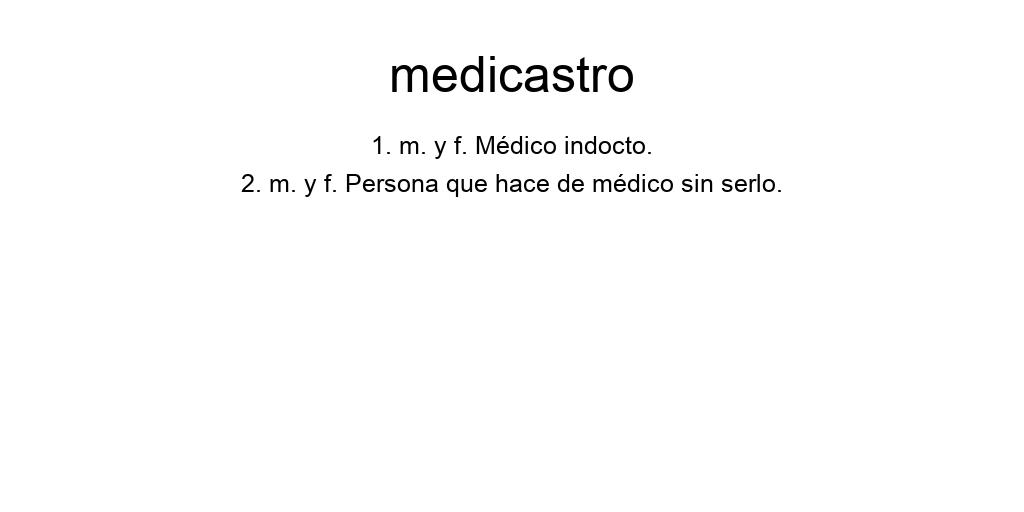 medicastro
1. m. y f. Médico indocto.
2. m. y f. Persona que hace de médico sin serlo.